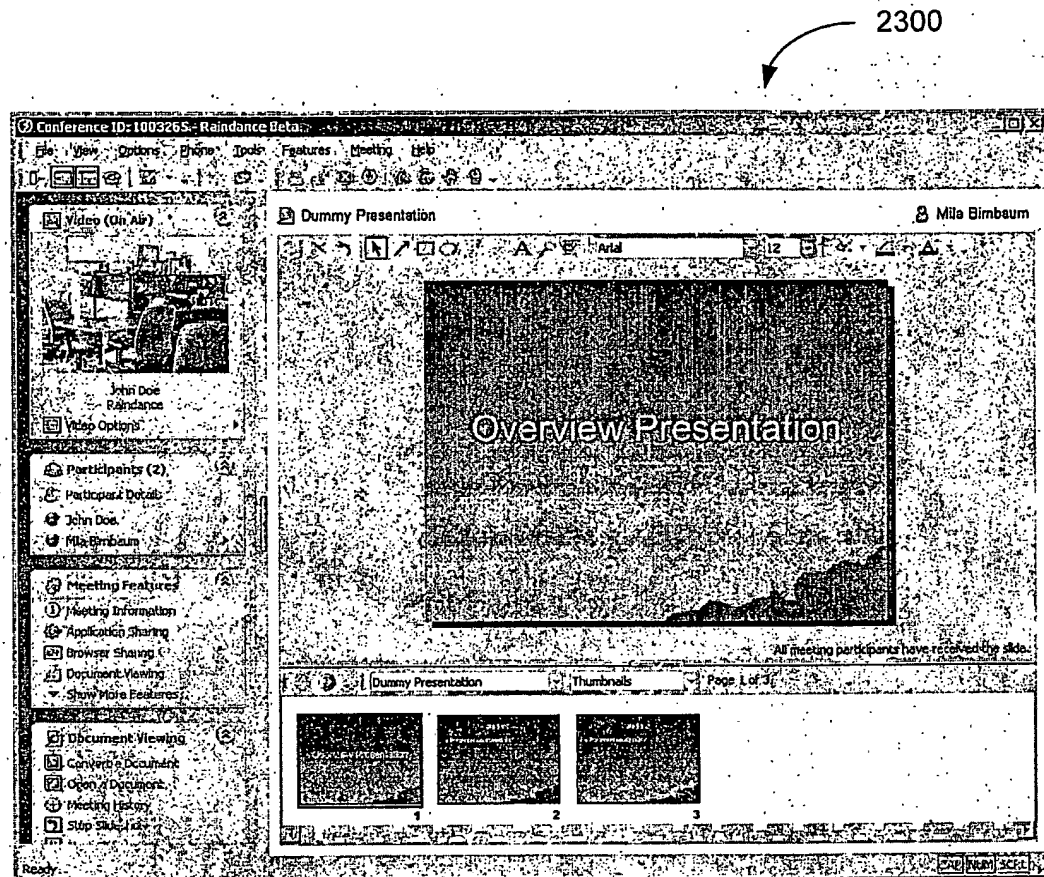 2300
Conference ID: 1003265 - Raindance Beta
File View Options Phone Tools Features Meeting Help
Video (On Air)
John Doe
Raindance
Video Options
Participants (2)
Participant Details
John Doe
Mila Birnbaum
Meeting Features
Meeting Information
Application Sharing
Browser Sharing
Document Viewing
Show More Features
Document Viewing
Convert a Document
Open a Document
Meeting History
Dummy Presentation
Mila Birnbaum
Arial 12
Overview Presentation
All meeting participants have received the slide.
Dummy Presentation Thumbnails Page 1 of 3
1 2 3
Ready
CAP NUM SCRL